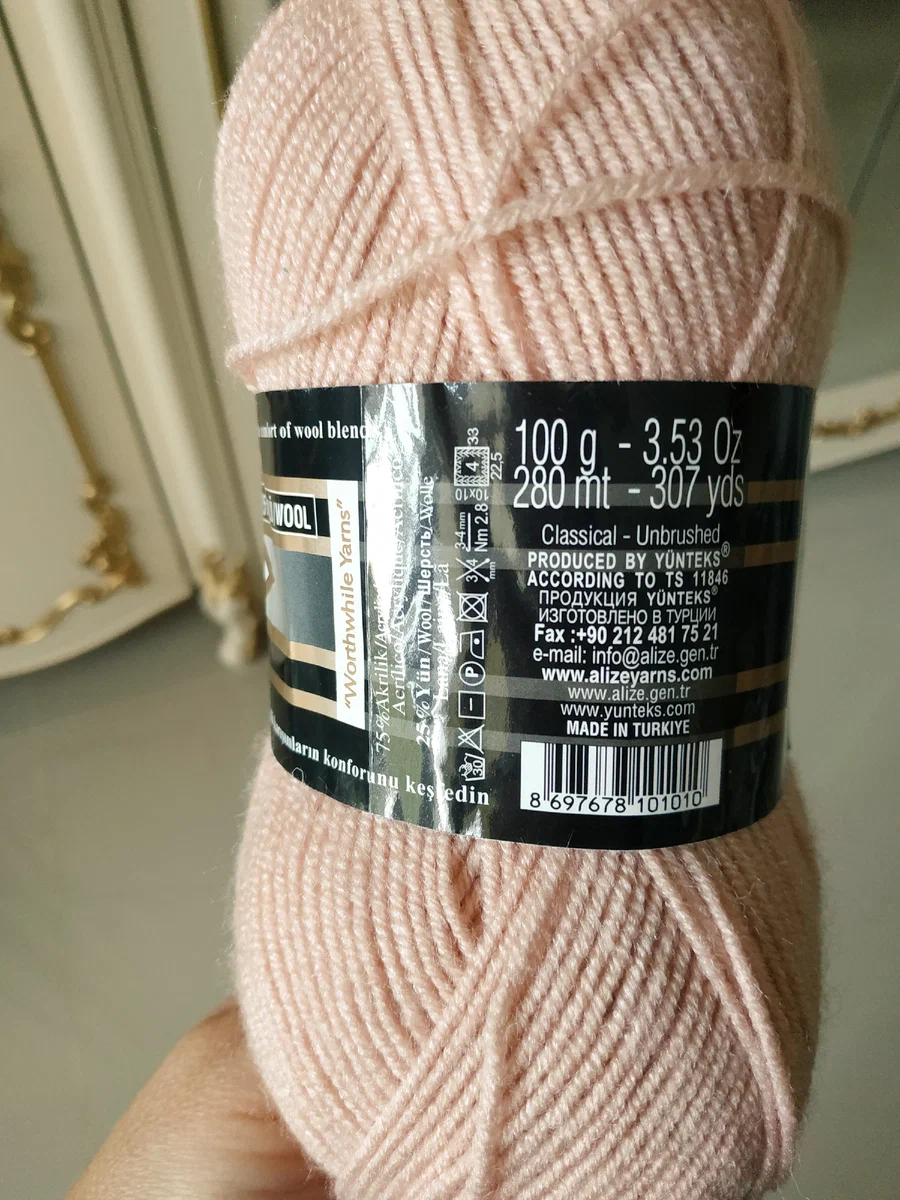 of wool blend
WOOL
"Worthwhile Yarns"
konforunu keşfedin
75%Akrilik/
25%Yün/Wool/Шерсть/Wolle
33
4
22,5
10x10
3-4 mm
Nm 2.8
3 4
mm
P
30
100 g - 3.53 Oz
280 mt - 307 yds
Classical - Unbrushed
PRODUCED BY YÜNTEKS®
ACCORDING TO TS 11846
ПРОДУКЦИЯ YÜNTEKS®
ИЗГОТОВЛЕНО В ТУРЦИИ
Fax :+90 212 481 75 21
e-mail: info@alize.gen.tr
www.alizeyarns.com
www.alize.gen.tr
www.yunteks.com
MADE IN TURKIYE
8 697678 101010